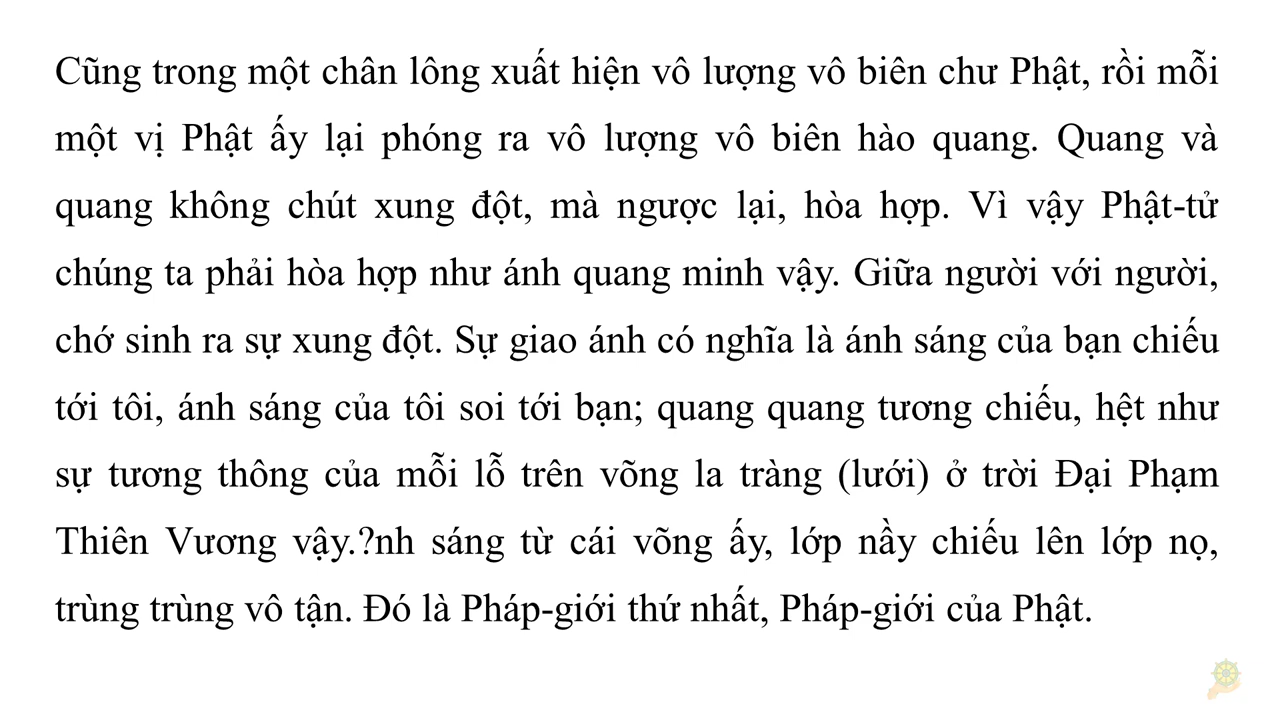 Cũng trong một chân lông xuất hiện vô lượng vô biên chư Phật, rồi mỗi
một vị Phật ấy lại phóng ra vô lượng vô biên hào quang. Quang và
quang không chút xung đột, mà ngược lại, hòa hợp. Vì vậy Phật-tử
chúng ta phải hòa hợp như ánh quang minh vậy. Giữa người với người,
chớ sinh ra sự xung đột. Sự giao ánh có nghĩa là ánh sáng của bạn chiếu
tới tôi, ánh sáng của tôi soi tới bạn; quang quang tương chiếu, hệt như
sự tương thông của mỗi lỗ trên võng la tràng (lưới) ở trời Đại Phạm
Thiên Vương vậy.?nh sáng từ cái võng ấy, lớp nầy chiếu lên lớp nọ,
trùng trùng vô tận. Đó là Pháp-giới thứ nhất, Pháp-giới của Phật.